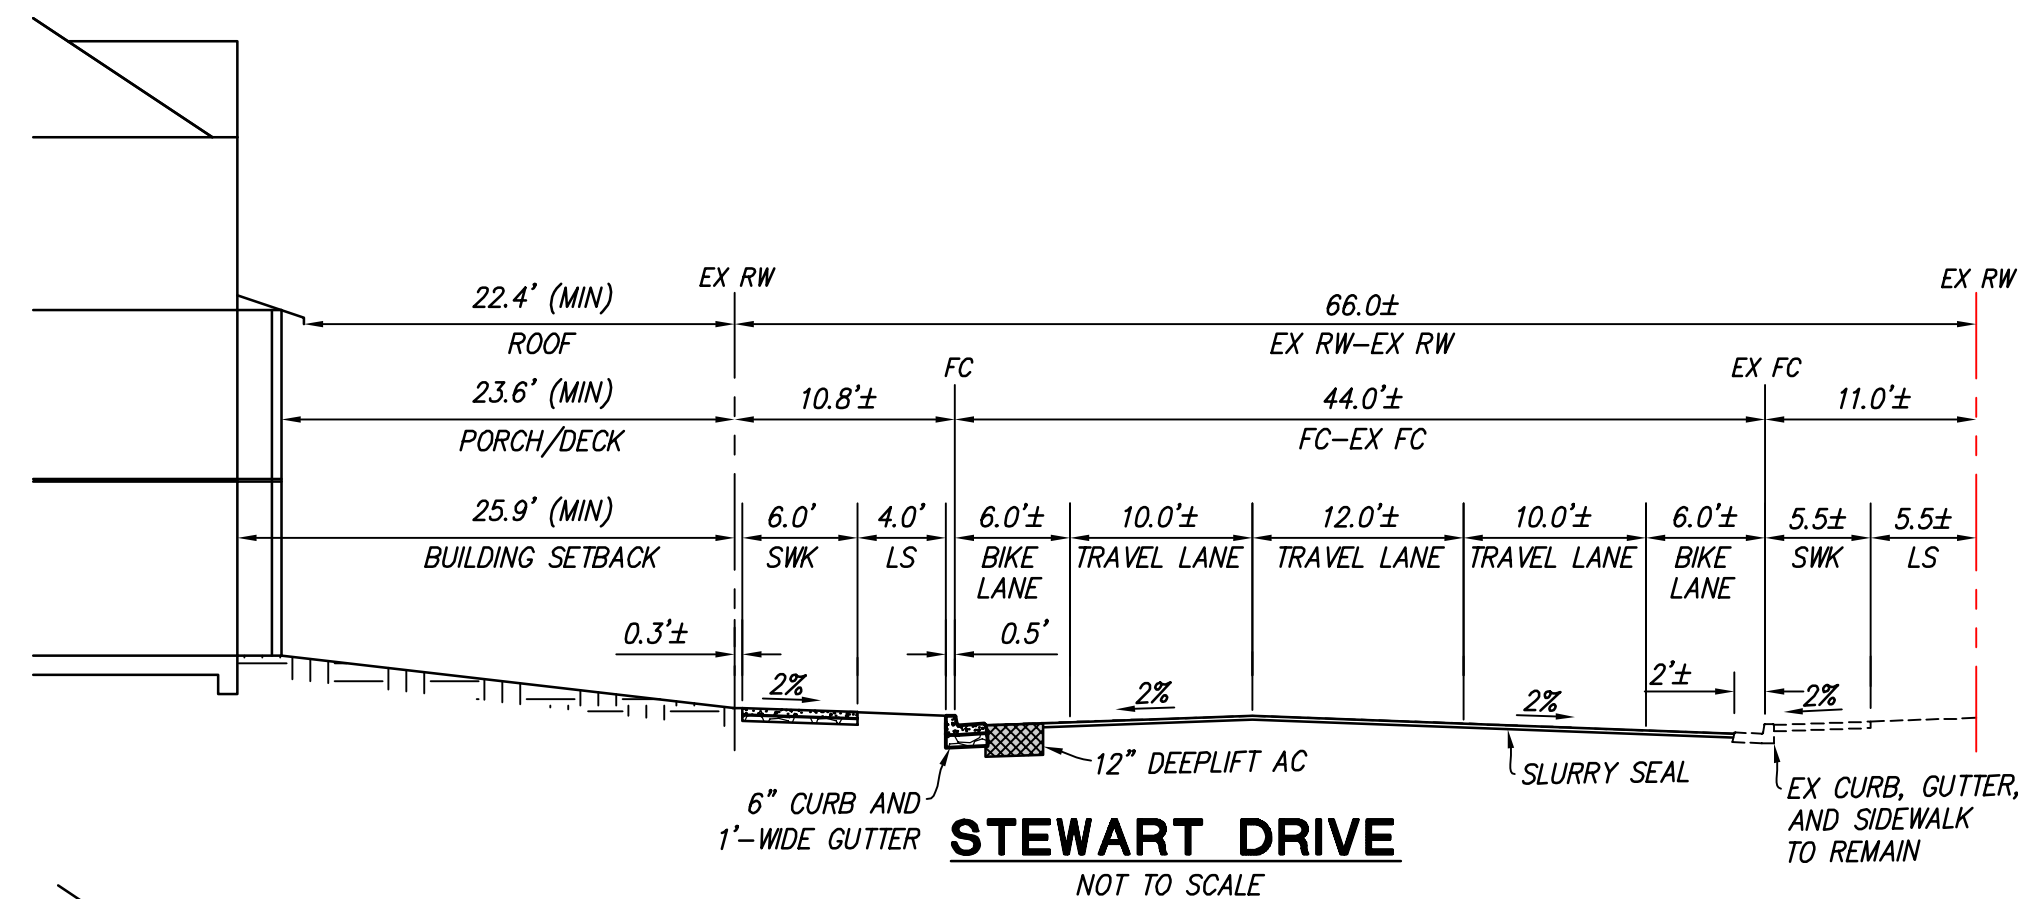 EX RW
EX RW
22.4' (MIN)
66.0±
ROOF
EX RW-EX RW
FC
EX FC
23.6' (MIN)
10.8'±
44.0'±
11.0'±
PORCH/DECK
FC-EX FC
25.9' (MIN)
6.0'
4.0'
6.0'±
10.0'±
12.0'±
10.0'±
6.0'±
5.5±
5.5±
BUILDING SETBACK
SWK
LS
BIKE
LANE
TRAVEL LANE
TRAVEL LANE
TRAVEL LANE
BIKE
LANE
SWK
LS
0.3'±
0.5'
2%
2%
2%
2'±
2%
12" DEEPLIFT AC
SLURRY SEAL
6" CURB AND
1'-WIDE GUTTER
EX CURB, GUTTER,
AND SIDEWALK
TO REMAIN
STEWART DRIVE
NOT TO SCALE